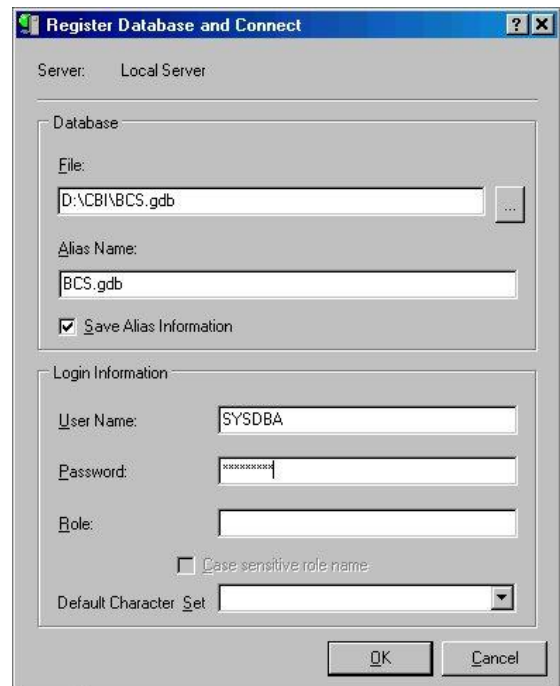 Register Database and Connect
Server: Local Server
Database
File:
D:\CBI\BCS.gdb
...
Alias Name:
BCS.gdb
Save Alias Information
Login Information
User Name: SYSDBA
Password: xxxxxxxxx
Role:
Case sensitive role name
Default Character Set
OK Cancel